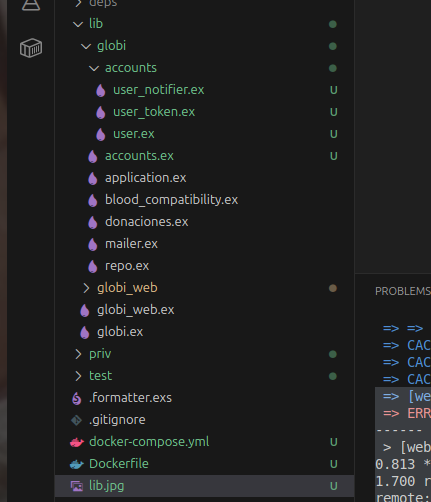 deps
lib
globi
accounts
user_notifier.ex U
user_token.ex U
user.ex U
accounts.ex U
application.ex
blood_compatibility.ex
donaciones.ex
mailer.ex
repo.ex
globi_web
globi_web.ex
globi.ex
priv
test
.formatter.exs
.gitignore
docker-compose.yml U
Dockerfile U
lib.jpg U
PROBLEMS
=> =>
=> CAC
=> CAC
=> CAC
=> [we
=> ERR
------
> [web
0.813 *
1.700 r
remote: